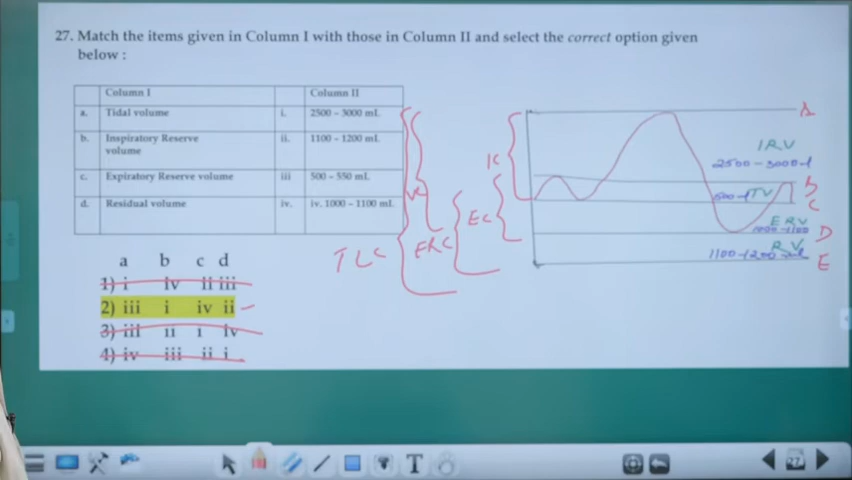 27. Match the items given in Column I with those in Column II and select the correct option given
below :
Column I Column II
a. Tidal volume i. 2500 – 3000 mL
b. Inspiratory Reserve volume ii. 1100 – 1200 mL
c. Expiratory Reserve volume iii 500 – 550 mL
d. Residual volume iv. iv. 1000 – 1100 mL
a b c d
1) i iv ii iii
2) iii i iv ii
3) iii ii i iv
4) iv iii ii i
TLC
VC
FRC
EC
IC
A
IRV
2500-3000
B
TV
C
ERV
1000-1100
D
RV
1100-1200
E
T
27